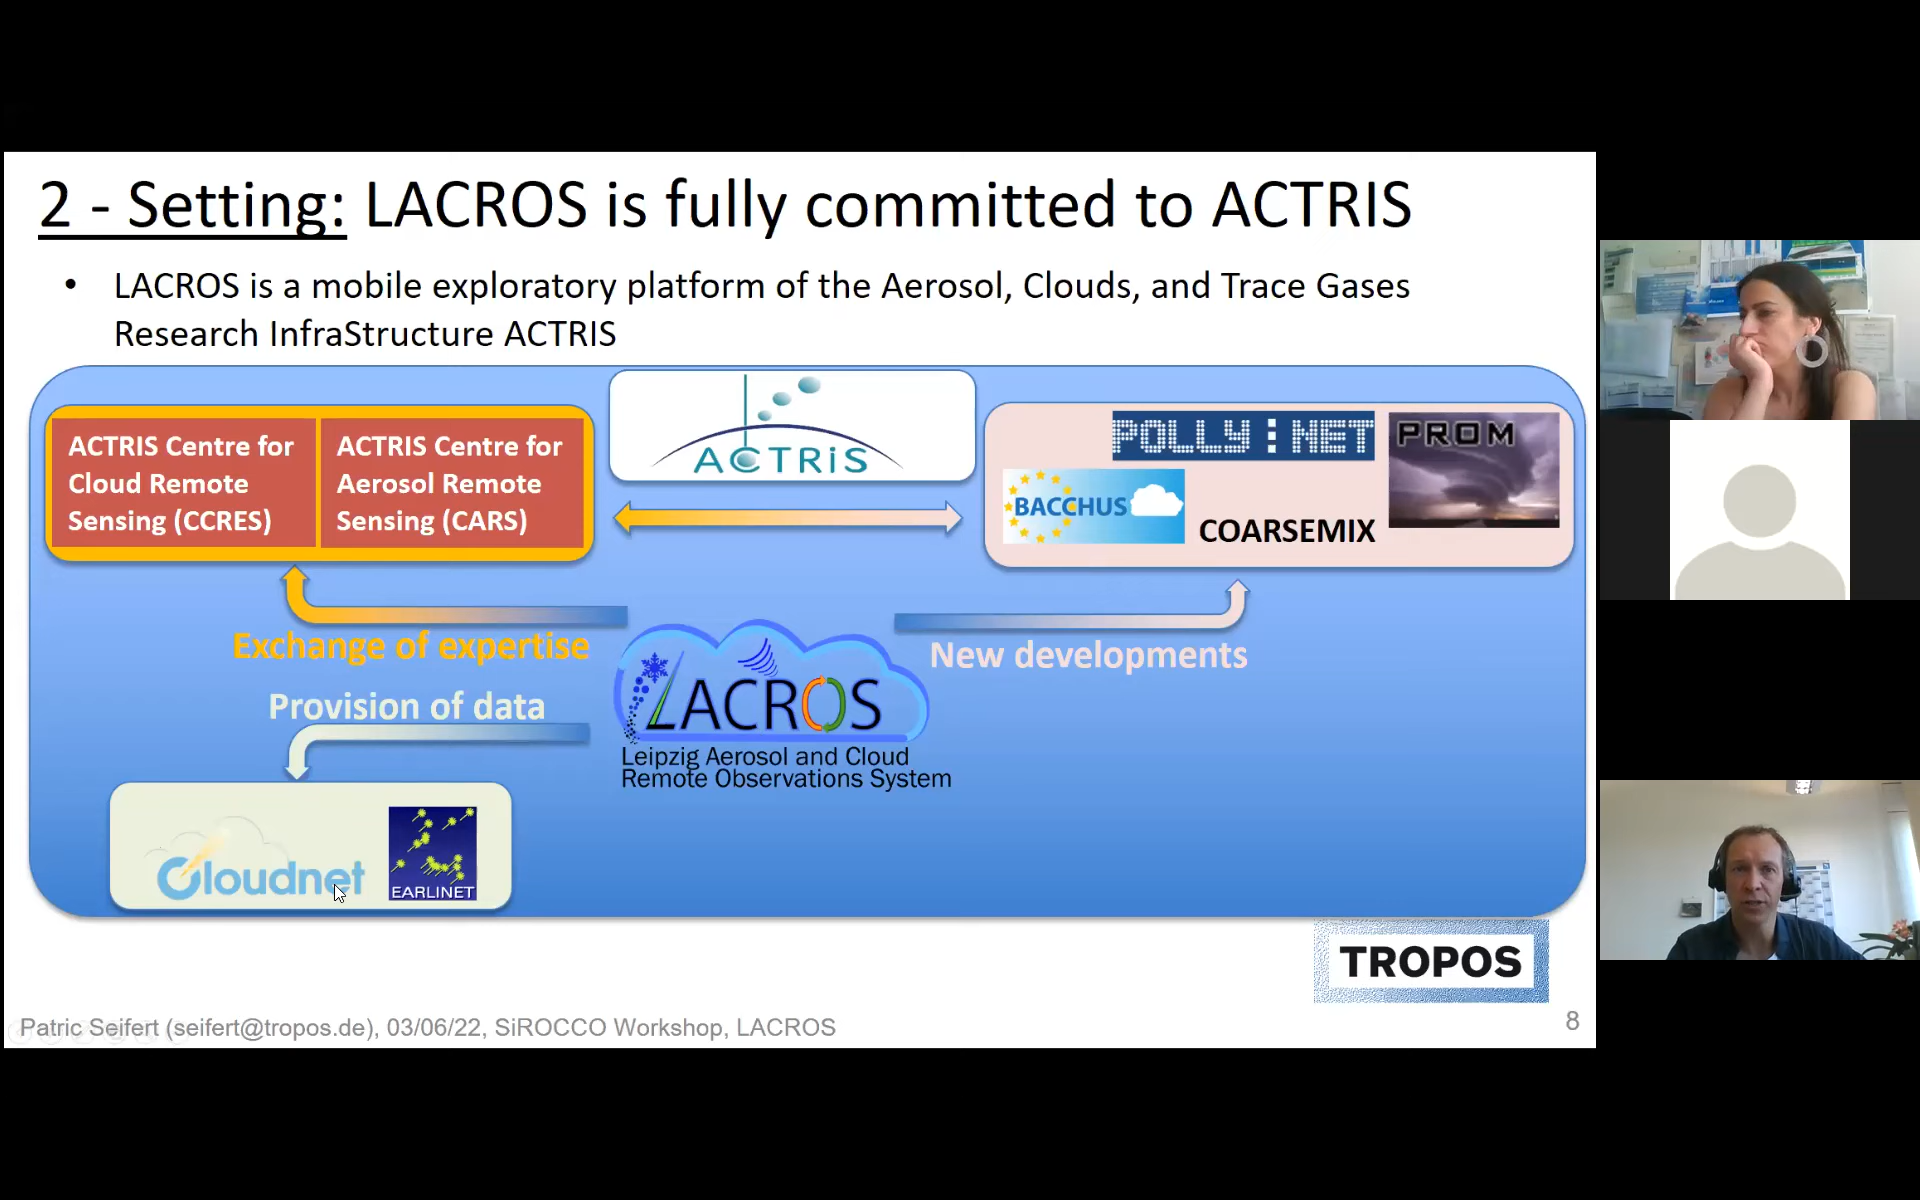 2 - Setting: LACROS is fully committed to ACTRIS
• LACROS is a mobile exploratory platform of the Aerosol, Clouds, and Trace Gases
Research InfraStructure ACTRIS
ACTRIS Centre for
Cloud Remote
Sensing (CCRES)
ACTRIS Centre for
Aerosol Remote
Sensing (CARS)
ACTRiS
POLLY:NET
PROM
BACCHUS
COARSEMIX
Exchange of expertise
New developments
Provision of data
LACROS
Leipzig Aerosol and Cloud
Remote Observations System
Cloudnet
EARLINET
TROPOS
Patric Seifert (seifert@tropos.de), 03/06/22, SiROCCO Workshop, LACROS
8